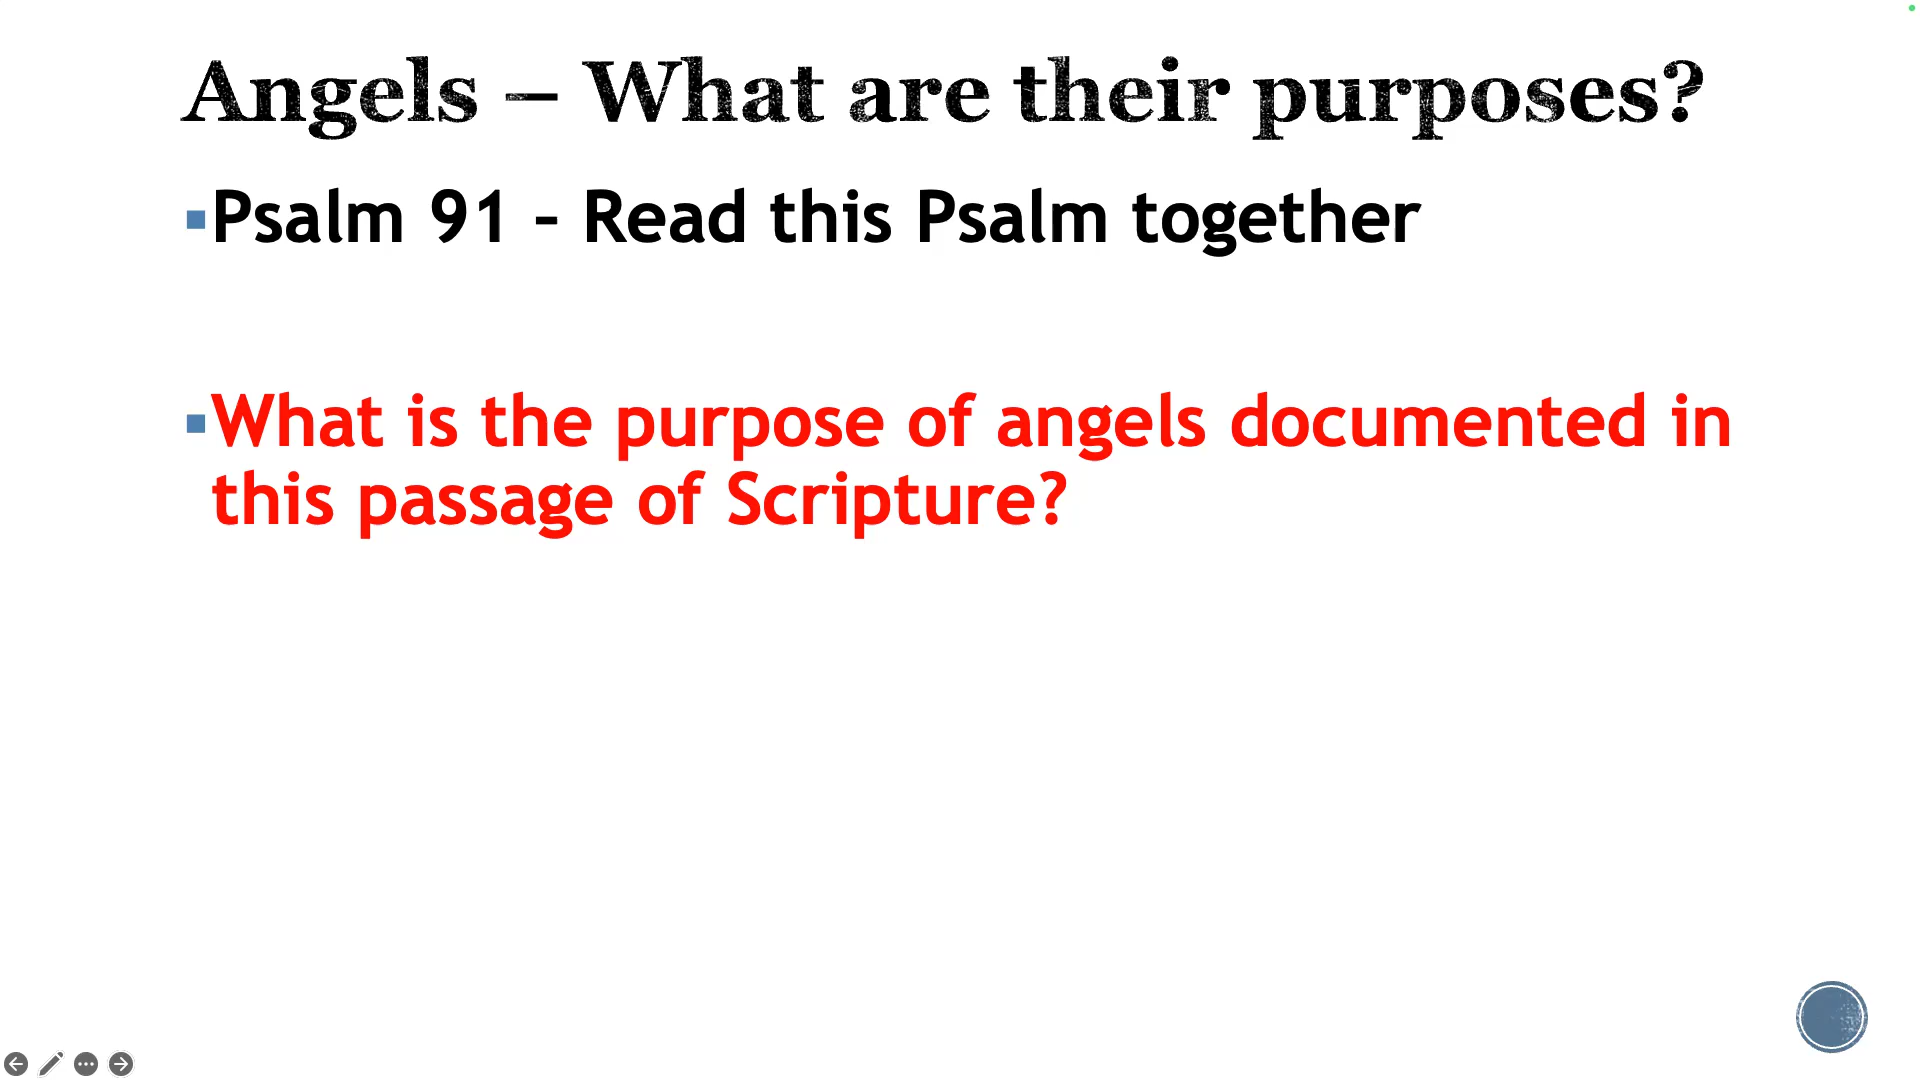 Angels – What are their purposes?
▪Psalm 91 – Read this Psalm together
▪What is the purpose of angels documented in
this passage of Scripture?